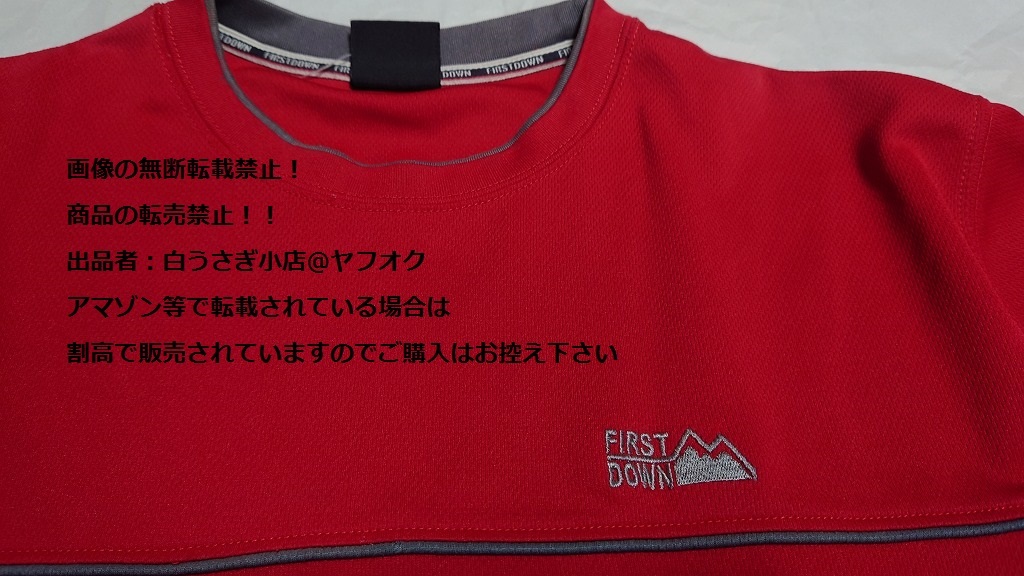 STDOWN FIRSTDOWN FIRSTDOWN
画像の無断転載禁止！
商品の転売禁止！！
出品者：白うさぎ小店@ヤフオク
アマゾン等で転載されている場合は
割高で販売されていますのでご購入はお控え下さい
FIRST
DOWN